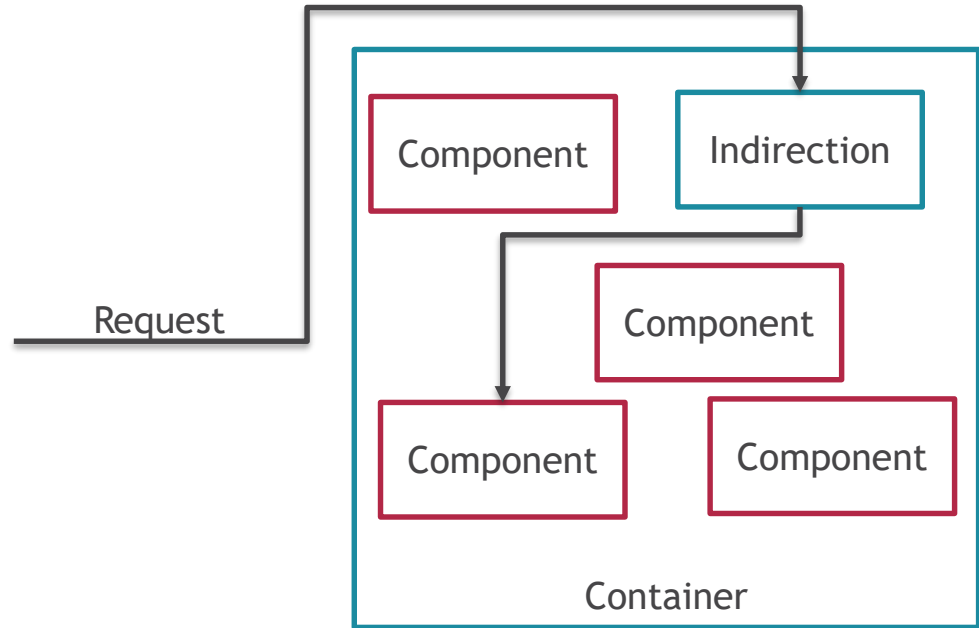 Component
Indirection
Request
Component
Component
Component
Container